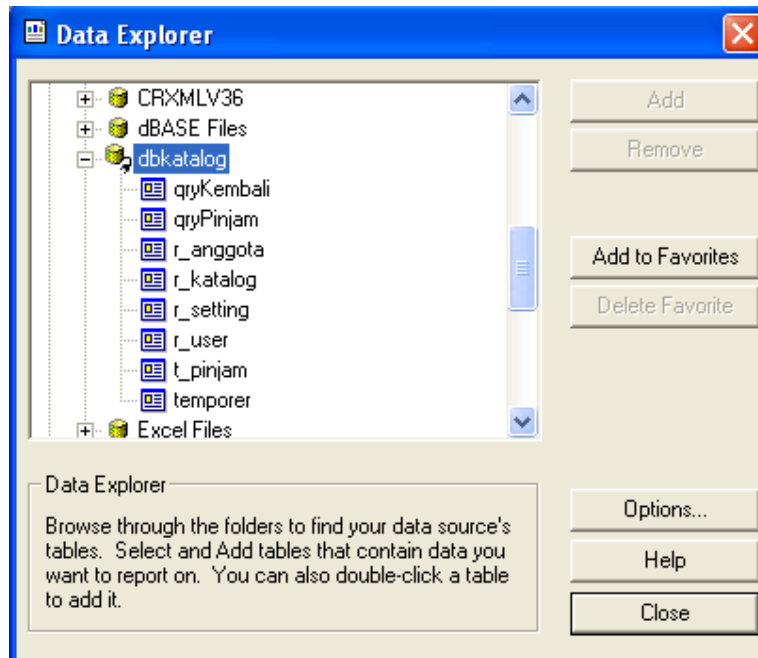 Data Explorer
CRXMLV36
dBASE Files
dbkatalog
qryKembali
qryPinjam
r_anggota
r_katalog
r_setting
r_user
t_pinjam
temporer
Excel Files
Add
Remove
Add to Favorites
Delete Favorite
Data Explorer
Browse through the folders to find your data source's
tables. Select and Add tables that contain data you
want to report on. You can also double-click a table
to add it.
Options...
Help
Close